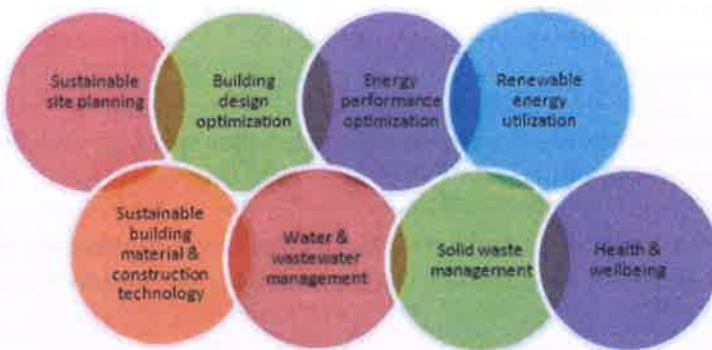 Sustainable
site planning
Building
design
optimization
Energy
performance
optimization
Renewable
energy
utilization
Sustainable
building
material &
construction
technology
Water &
wastewater
management
Solid waste
management
Health &
wellbeing